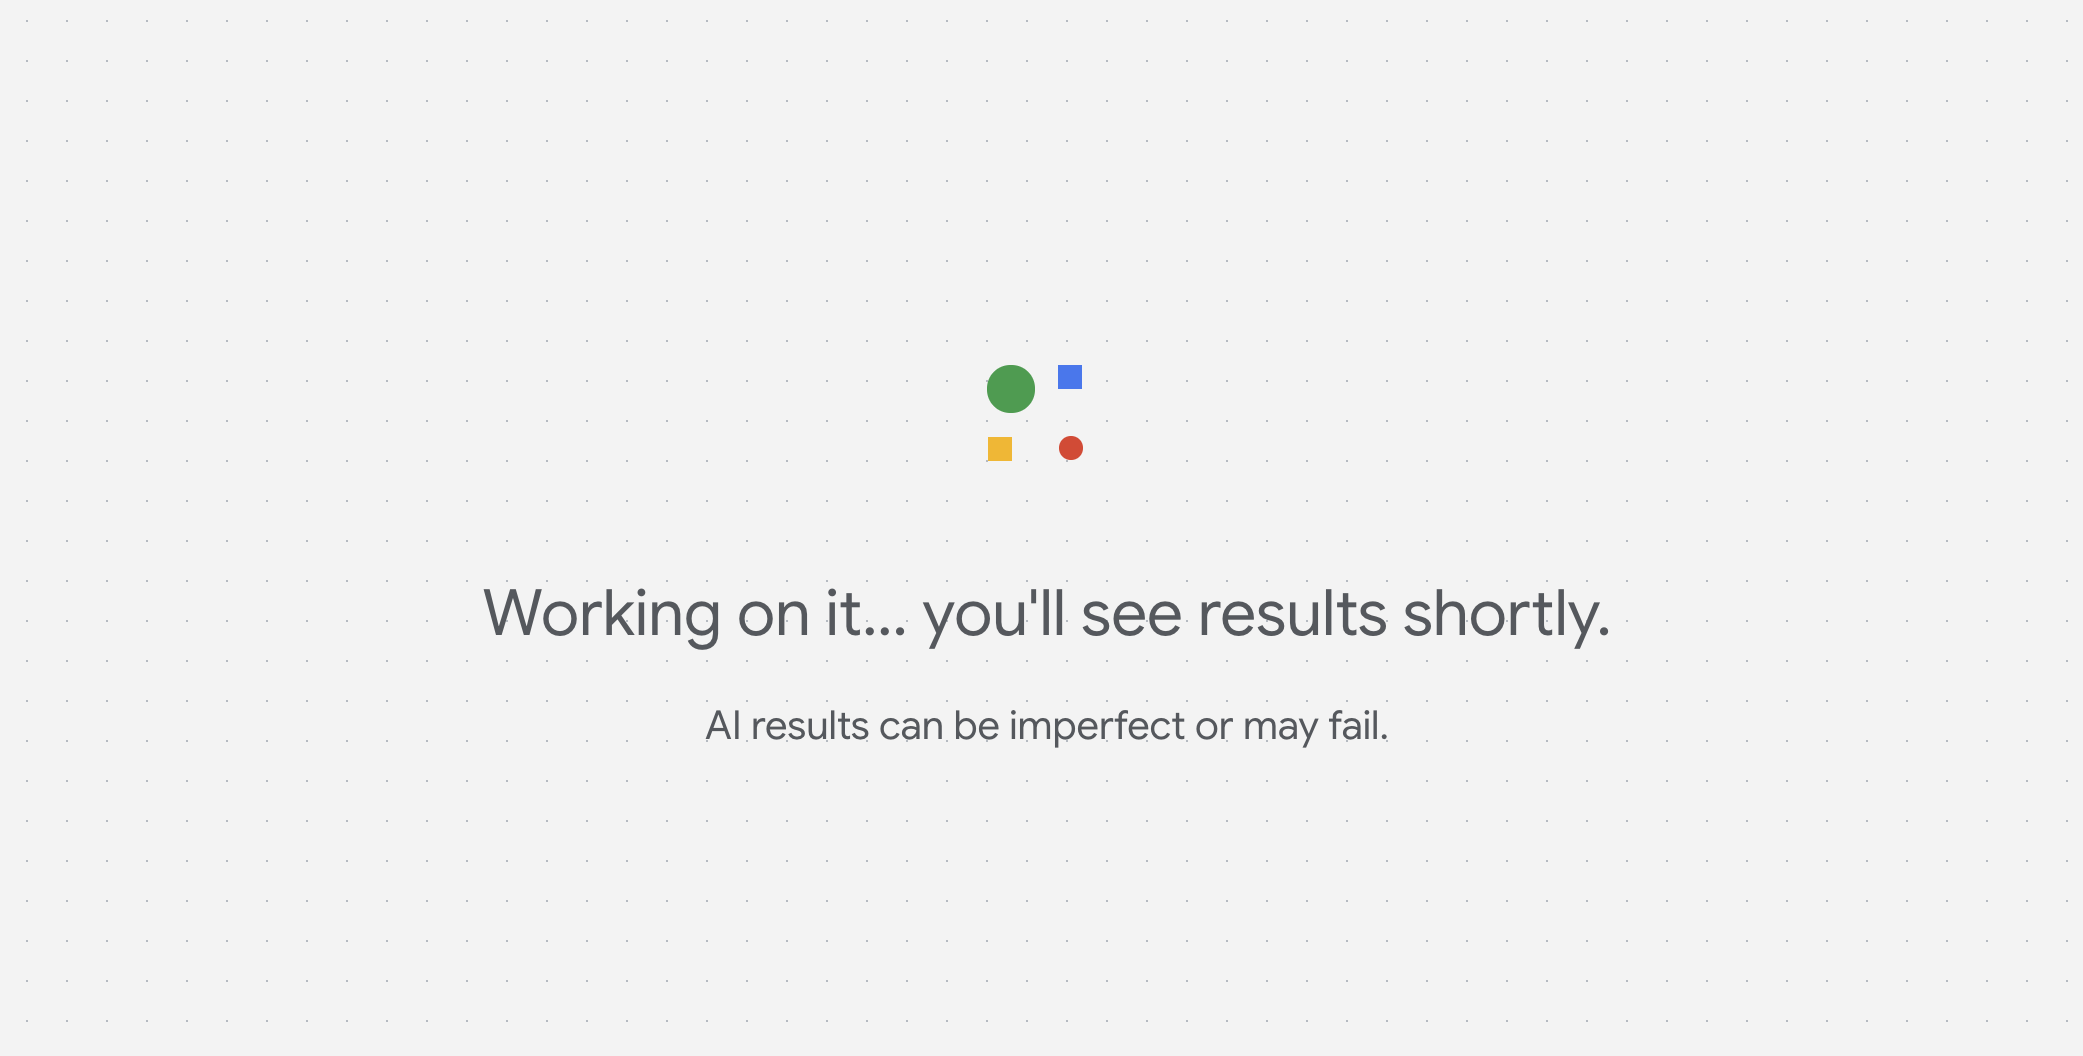 Working on it... you'll see results shortly.
AI results can be imperfect or may fail.